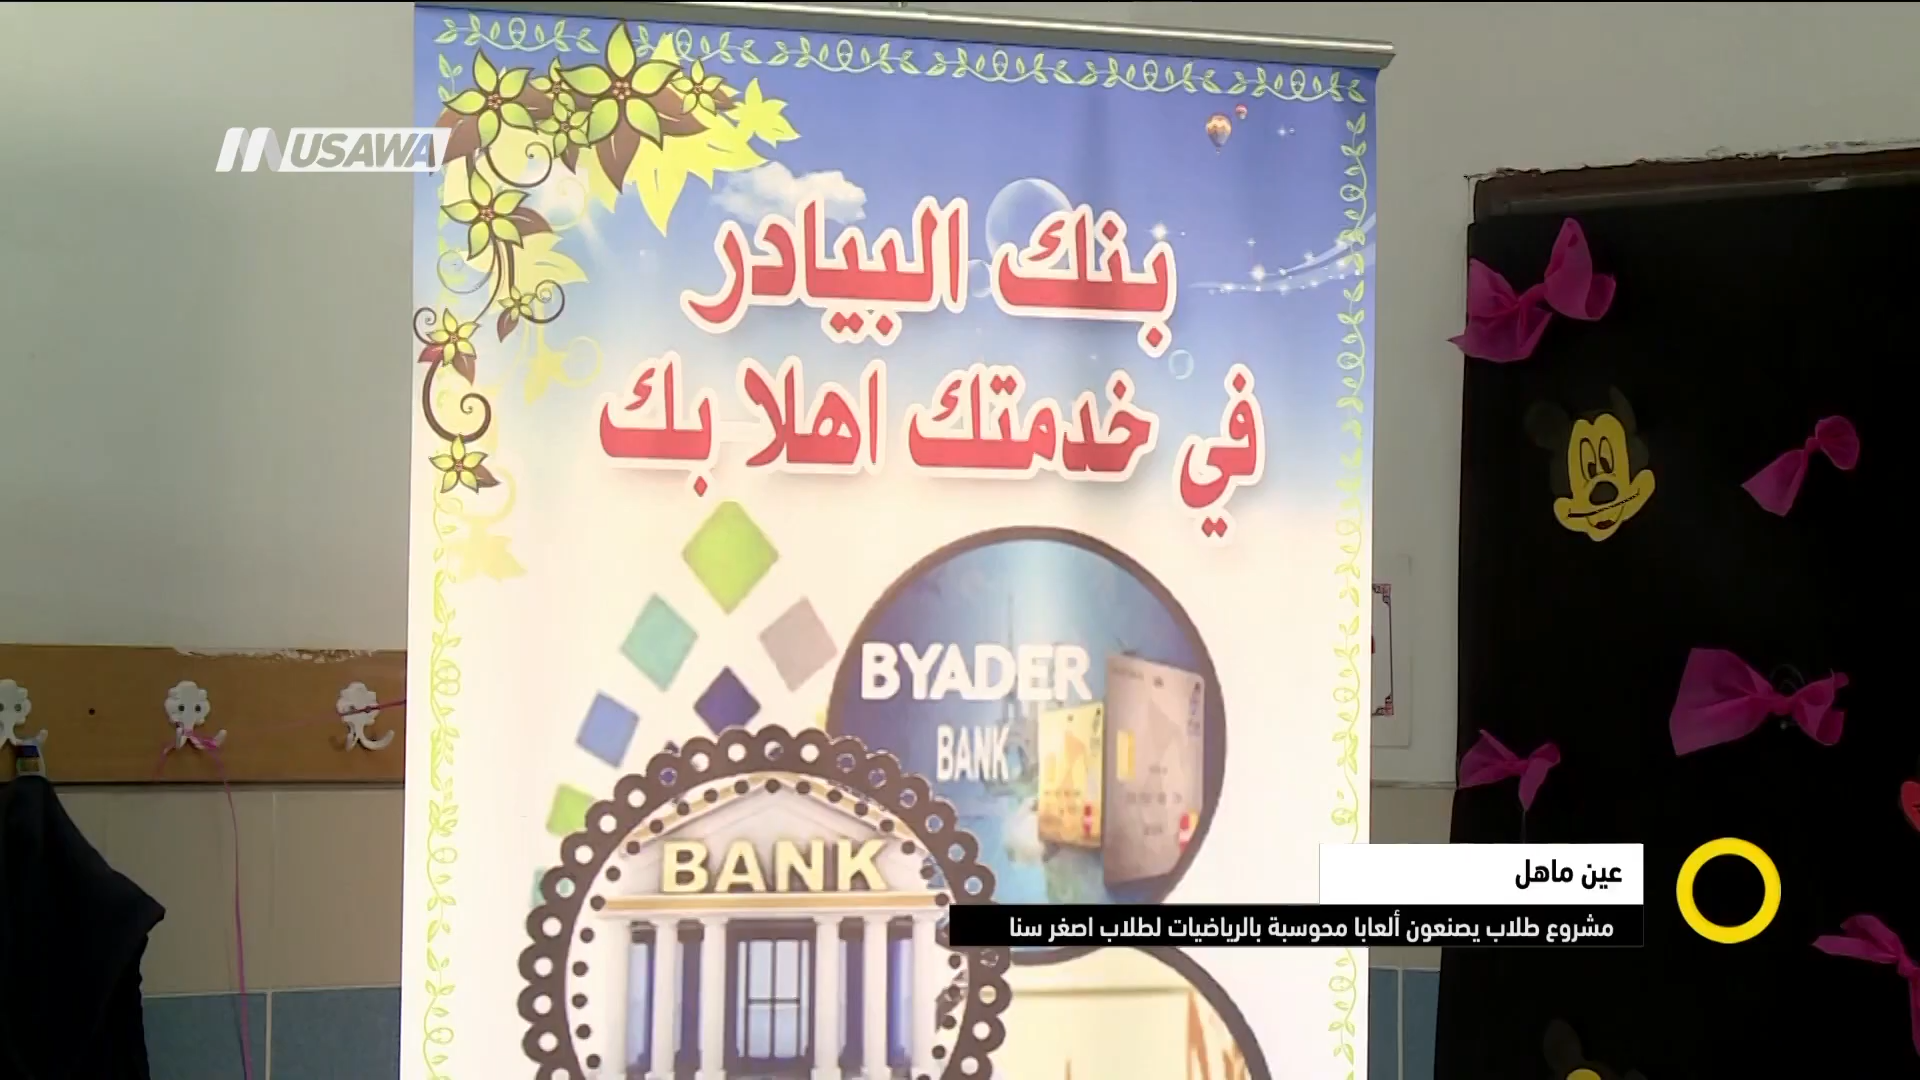 MUSAWA
بنك البيادر
في خدمتك اهلا بك
BYADER
BANK
BANK
عين ماهل
مشروع طلاب يصنعون ألعابا محوسبة بالرياضيات لطلاب اصغر سنا